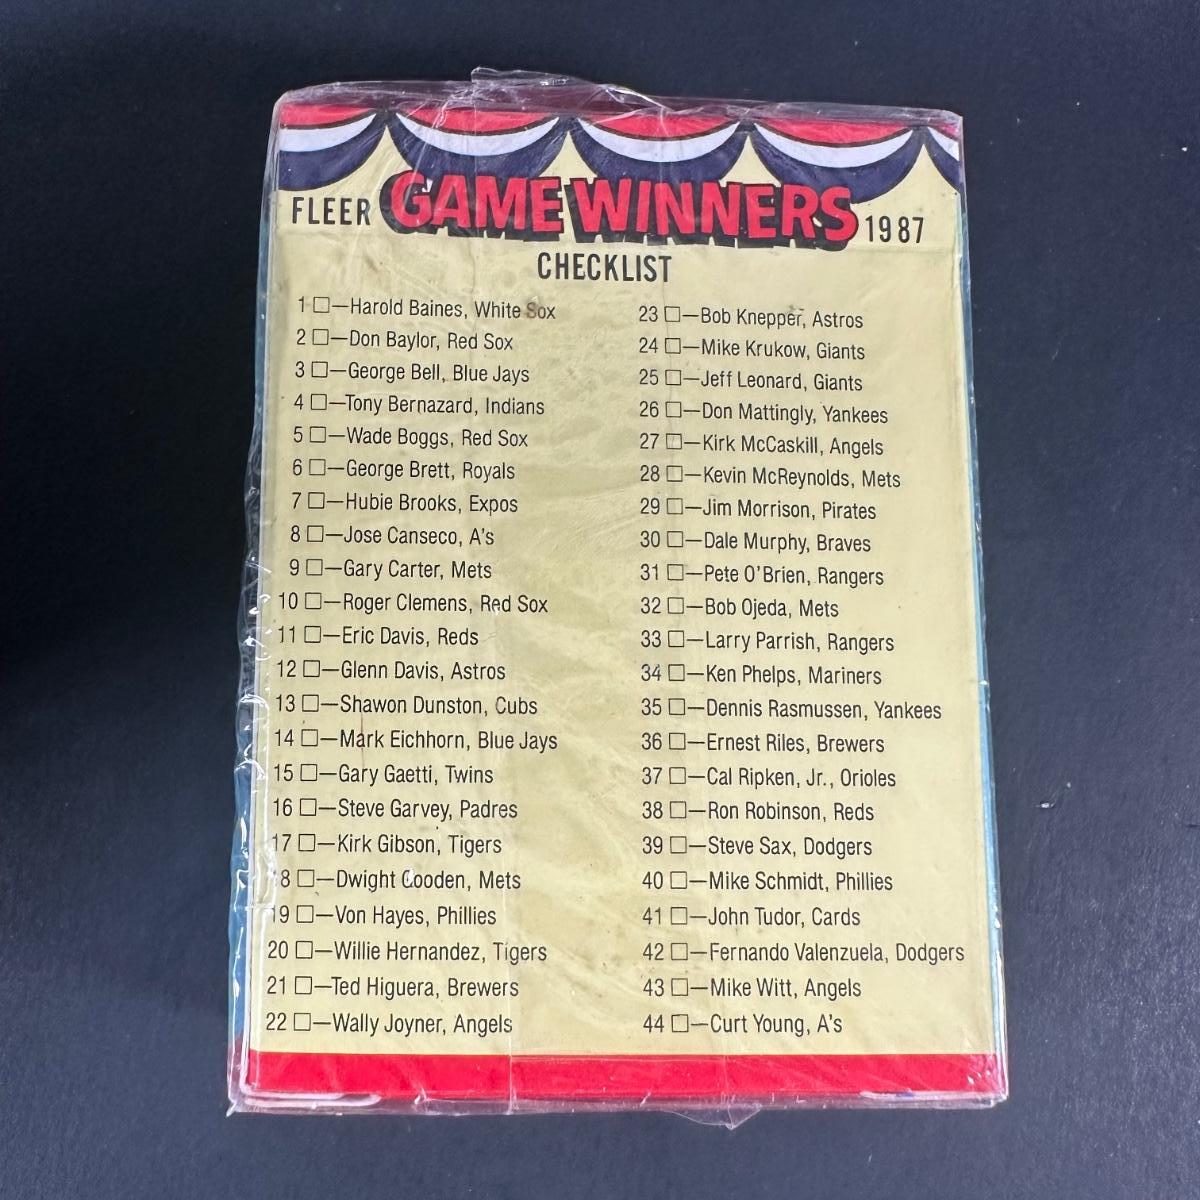 FLEER GAME WINNERS 1987
CHECKLIST
1 □—Harold Baines, White Sox
2 □—Don Baylor, Red Sox
3 □—George Bell, Blue Jays
4 □—Tony Bernazard, Indians
5 □—Wade Boggs, Red Sox
6 □—George Brett, Royals
7 □—Hubie Brooks, Expos
8 □—Jose Canseco, A's
9 □—Gary Carter, Mets
10 □—Roger Clemens, Red Sox
11 □—Eric Davis, Reds
12 □—Glenn Davis, Astros
13 □—Shawon Dunston, Cubs
14 □—Mark Eichhorn, Blue Jays
15 □—Gary Gaetti, Twins
16 □—Steve Garvey, Padres
17 □—Kirk Gibson, Tigers
18 □—Dwight Gooden, Mets
19 □—Von Hayes, Phillies
20 □—Willie Hernandez, Tigers
21 □—Ted Higuera, Brewers
22 □—Wally Joyner, Angels
23 □—Bob Knepper, Astros
24 □—Mike Krukow, Giants
25 □—Jeff Leonard, Giants
26 □—Don Mattingly, Yankees
27 □—Kirk McCaskill, Angels
28 □—Kevin McReynolds, Mets
29 □—Jim Morrison, Pirates
30 □—Dale Murphy, Braves
31 □—Pete O'Brien, Rangers
32 □—Bob Ojeda, Mets
33 □—Larry Parrish, Rangers
34 □—Ken Phelps, Mariners
35 □—Dennis Rasmussen, Yankees
36 □—Ernest Riles, Brewers
37 □—Cal Ripken, Jr., Orioles
38 □—Ron Robinson, Reds
39 □—Steve Sax, Dodgers
40 □—Mike Schmidt, Phillies
41 □—John Tudor, Cards
42 □—Fernando Valenzuela, Dodgers
43 □—Mike Witt, Angels
44 □—Curt Young, A's